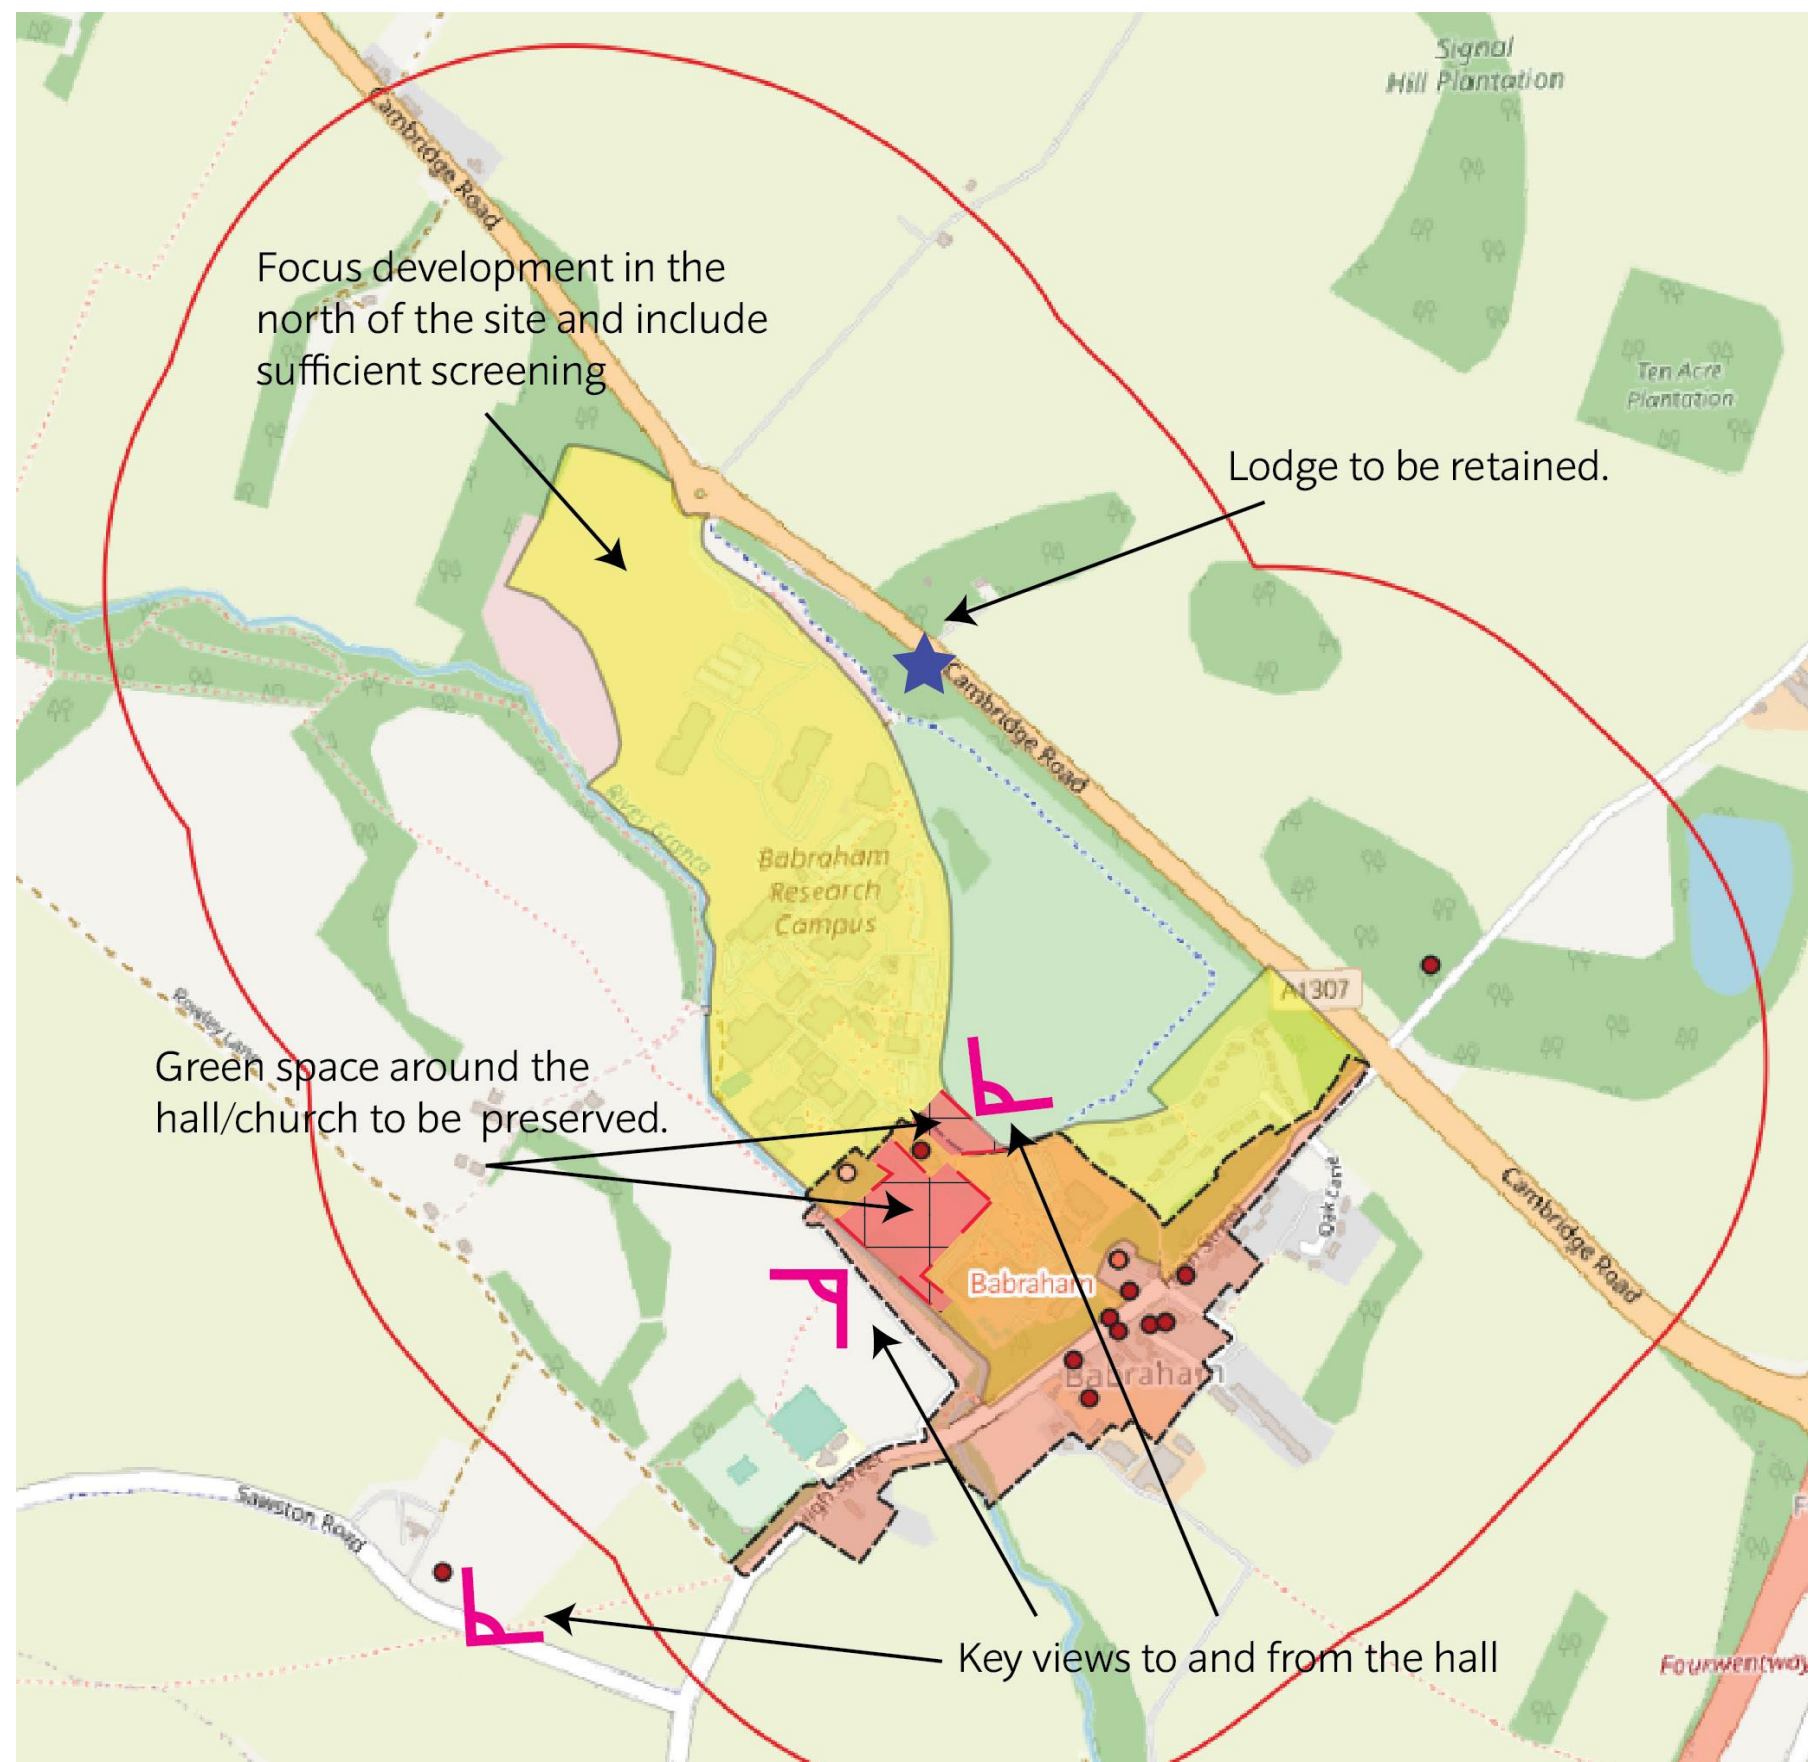 Signal
Hill Plantation
Cambridge Road
Focus development in the
north of the site and include
sufficient screening
Ten Acre
Plantation
Lodge to be retained.
Cambridge Road
River Granta
Babraham
Research
Campus
A1307
Rowley Lane
Green space around the
hall/church to be preserved.
Oak Lane
Cambridge Road
High Street
Babraham
Babraham
High Street
Sawston Road
Key views to and from the hall
Fourwentway
F